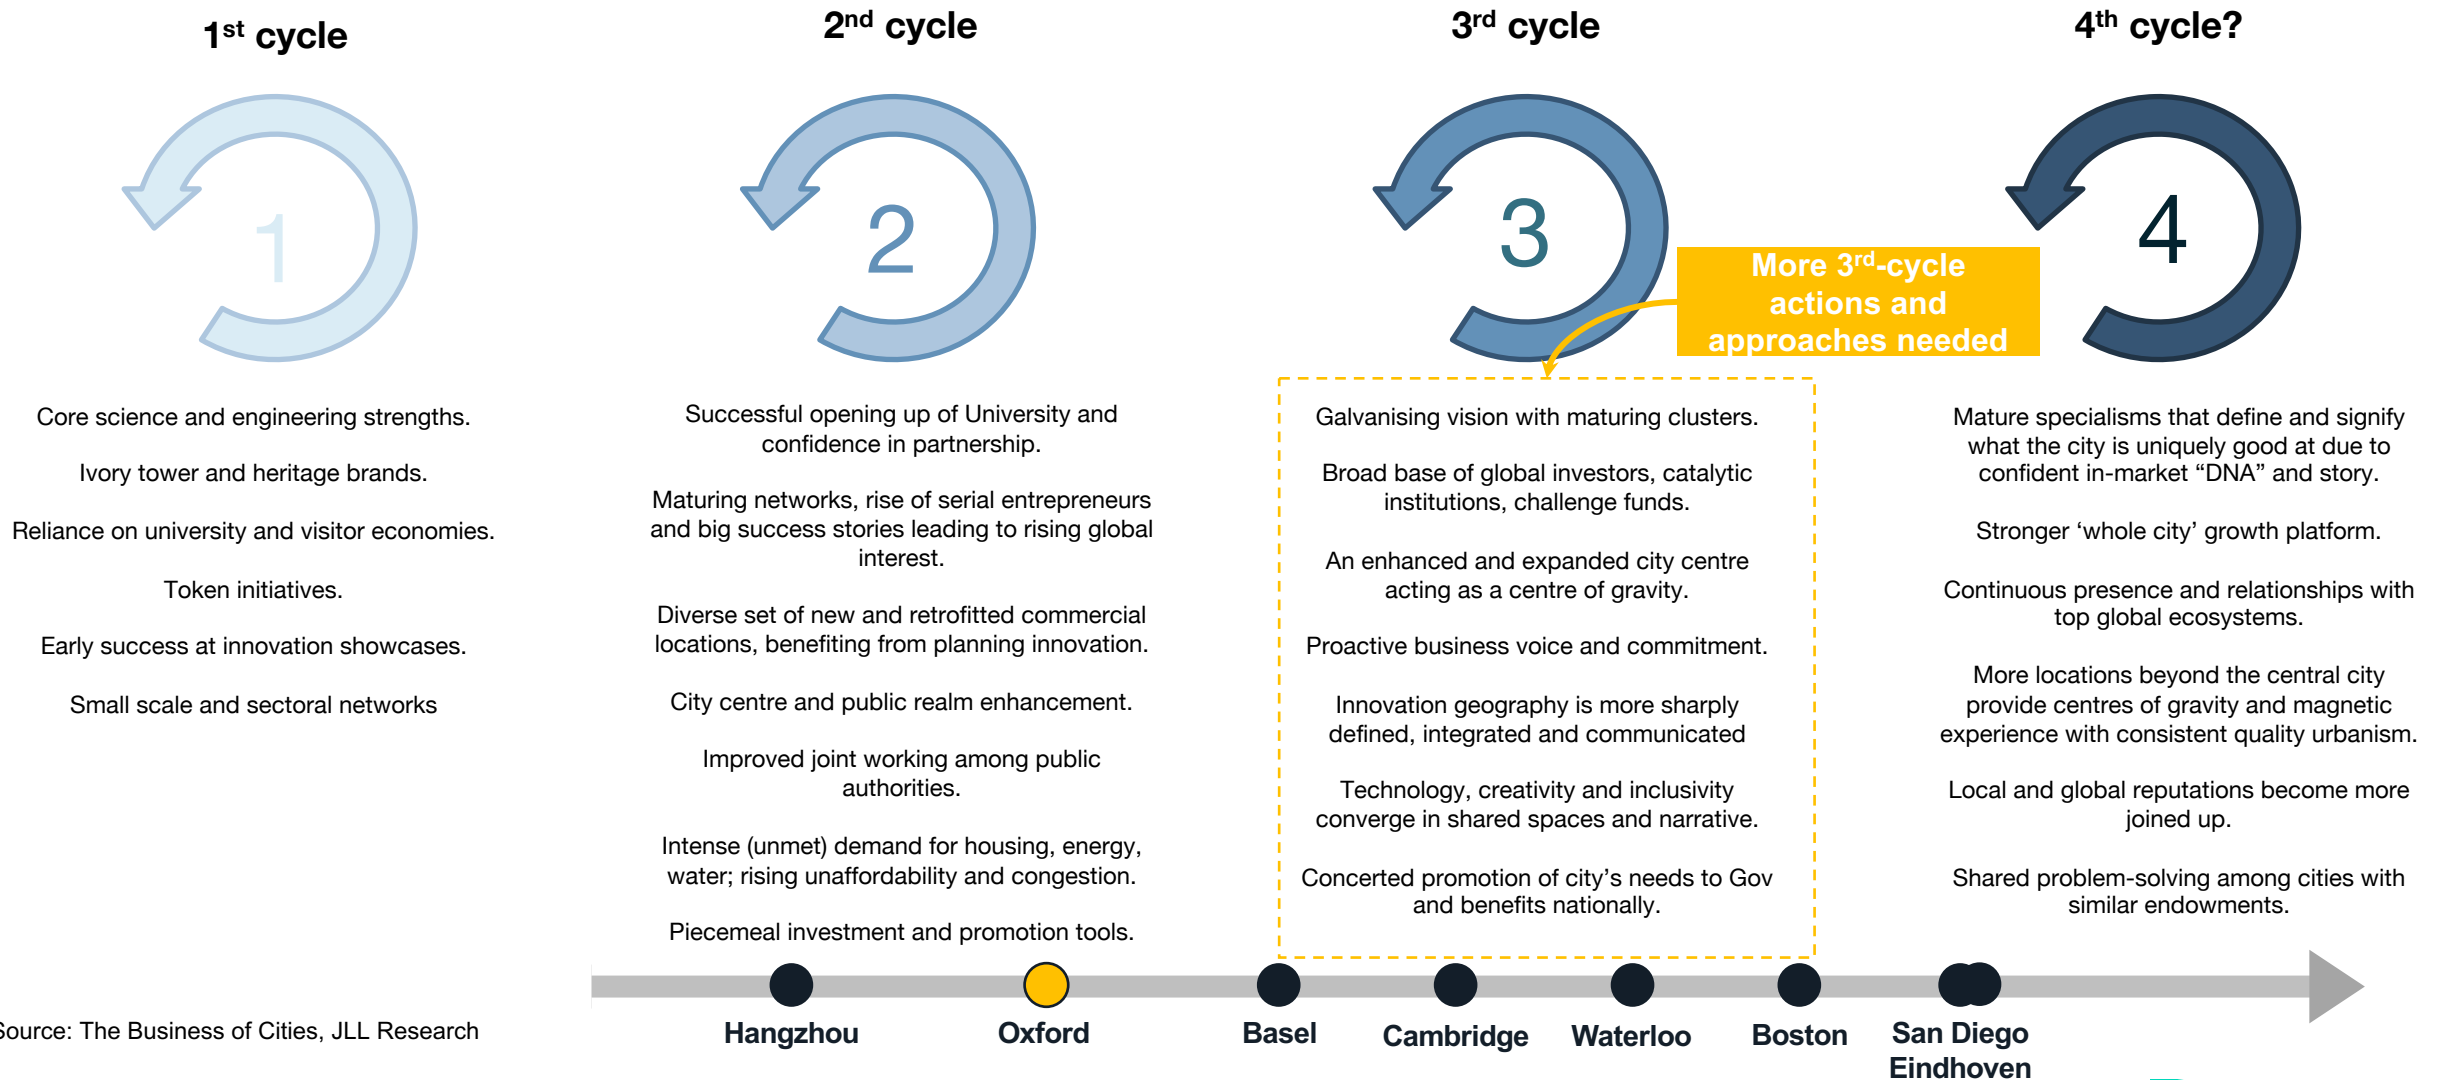 1st cycle
2nd cycle
3rd cycle
4th cycle?
1
2
3
4
More 3rd-cycle
actions and
approaches needed
Core science and engineering strengths.
Ivory tower and heritage brands.
Reliance on university and visitor economies.
Token initiatives.
Early success at innovation showcases.
Small scale and sectoral networks
Successful opening up of University and
confidence in partnership.
Maturing networks, rise of serial entrepreneurs
and big success stories leading to rising global
interest.
Diverse set of new and retrofitted commercial
locations, benefiting from planning innovation.
City centre and public realm enhancement.
Improved joint working among public
authorities.
Intense (unmet) demand for housing, energy,
water; rising unaffordability and congestion.
Piecemeal investment and promotion tools.
Galvanising vision with maturing clusters.
Broad base of global investors, catalytic
institutions, challenge funds.
An enhanced and expanded city centre
acting as a centre of gravity.
Proactive business voice and commitment.
Innovation geography is more sharply
defined, integrated and communicated
Technology, creativity and inclusivity
converge in shared spaces and narrative.
Concerted promotion of city’s needs to Gov
and benefits nationally.
Mature specialisms that define and signify
what the city is uniquely good at due to
confident in-market “DNA” and story.
Stronger ‘whole city’ growth platform.
Continuous presence and relationships with
top global ecosystems.
More locations beyond the central city
provide centres of gravity and magnetic
experience with consistent quality urbanism.
Local and global reputations become more
joined up.
Shared problem-solving among cities with
similar endowments.
Hangzhou
Oxford
Basel
Cambridge
Waterloo
Boston
San Diego
Eindhoven
Source: The Business of Cities, JLL Research